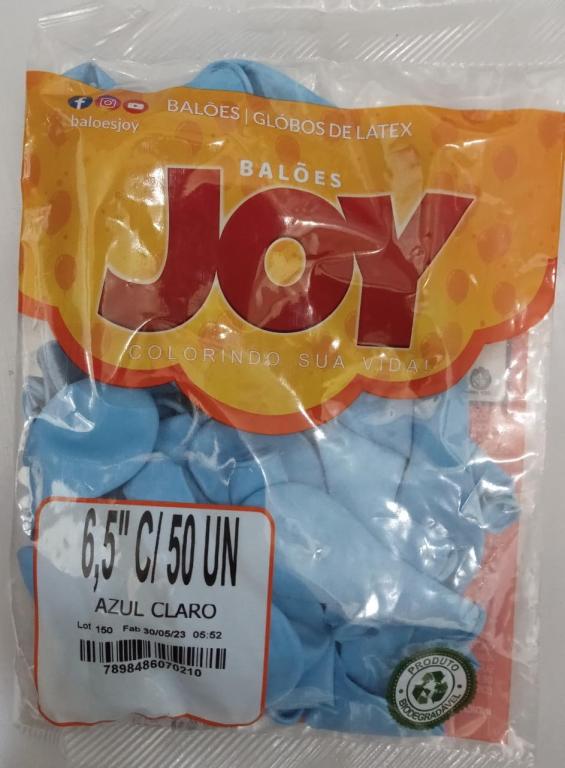 BALÕES | GLÓBOS DE LATEX
baloesjoy
BALÕES
JOY
COLORINDO SUA VIDA!
6,5" C/ 50 UN
AZUL CLARO
Lot 150 Fab 30/05/23 05:52
7898486070210
PRODUTO
BIODEGRADÁVEL